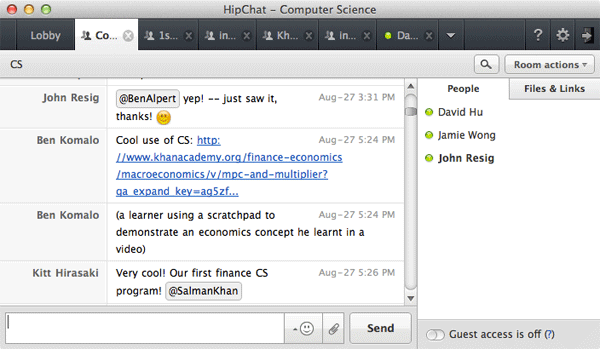 HipChat – Computer Science
Lobby
Co...
1s...
in...
Kh...
in...
Da...
?
CS
Room actions
John Resig
@BenAlpert yep! -- just saw it,
thanks!
Aug-27 3:31 PM
Ben Komalo
Cool use of CS: http:
//www.khanacademy.org/finance-economics
/macroeconomics/v/mpc-and-multiplier?
qa_expand_key=ag5zf...
Aug-27 5:24 PM
Ben Komalo
(a learner using a scratchpad to
demonstrate an economics concept he learnt in a
video)
Aug-27 5:24 PM
Kitt Hirasaki
Very cool! Our first finance CS
program! @SalmanKhan
Aug-27 5:26 PM
Send
People
Files & Links
David Hu
Jamie Wong
John Resig
Guest access is off (?)